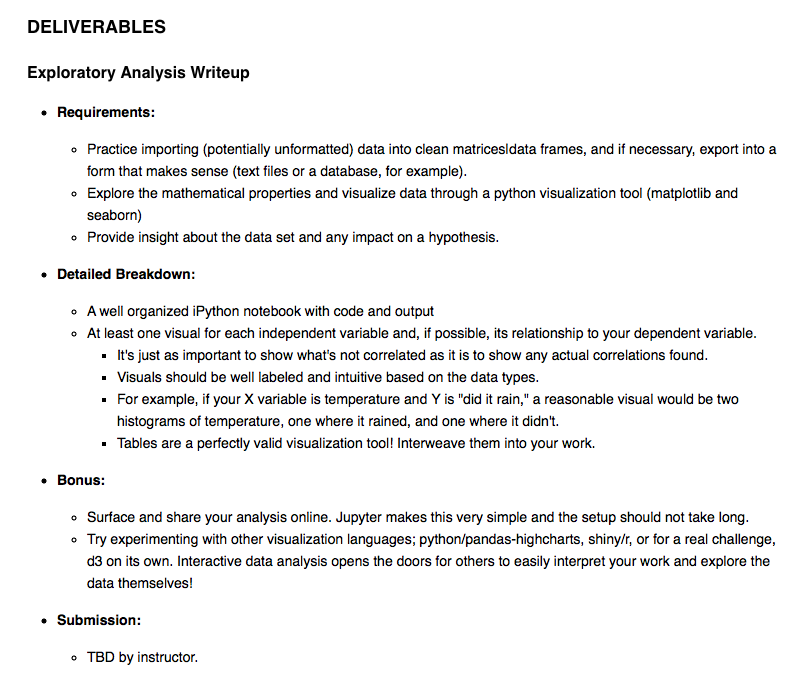 DELIVERABLES
Exploratory Analysis Writeup
• Requirements:
◦ Practice importing (potentially unformatted) data into clean matrices|data frames, and if necessary, export into a
form that makes sense (text files or a database, for example).
◦ Explore the mathematical properties and visualize data through a python visualization tool (matplotlib and
seaborn)
◦ Provide insight about the data set and any impact on a hypothesis.
• Detailed Breakdown:
◦ A well organized iPython notebook with code and output
◦ At least one visual for each independent variable and, if possible, its relationship to your dependent variable.
▪ It's just as important to show what's not correlated as it is to show any actual correlations found.
▪ Visuals should be well labeled and intuitive based on the data types.
▪ For example, if your X variable is temperature and Y is "did it rain," a reasonable visual would be two
histograms of temperature, one where it rained, and one where it didn't.
▪ Tables are a perfectly valid visualization tool! Interweave them into your work.
• Bonus:
◦ Surface and share your analysis online. Jupyter makes this very simple and the setup should not take long.
◦ Try experimenting with other visualization languages; python/pandas-highcharts, shiny/r, or for a real challenge,
d3 on its own. Interactive data analysis opens the doors for others to easily interpret your work and explore the
data themselves!
• Submission:
◦ TBD by instructor.